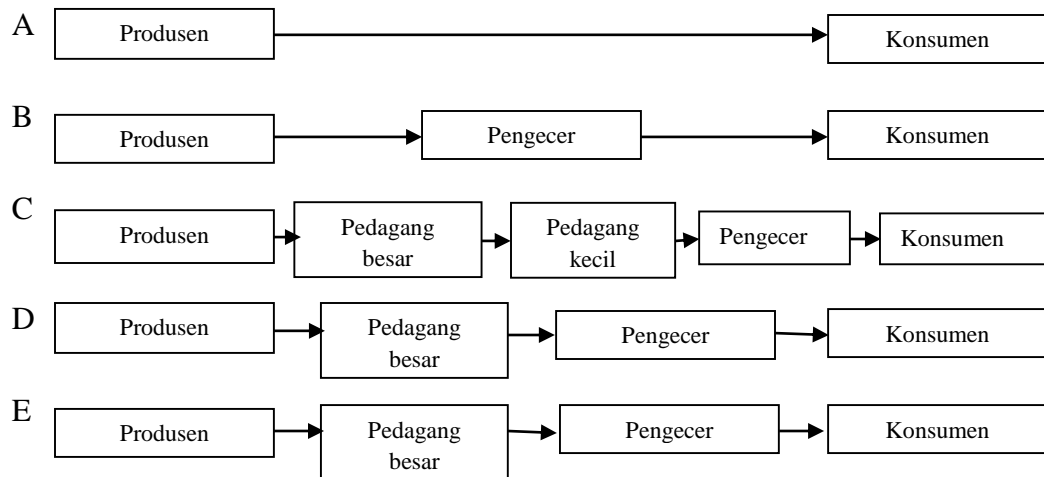 A Produsen Konsumen
B Produsen Pengecer Konsumen
C Produsen Pedagang besar Pedagang kecil Pengecer Konsumen
D Produsen Pedagang besar Pengecer Konsumen
E Produsen Pedagang besar Pengecer Konsumen